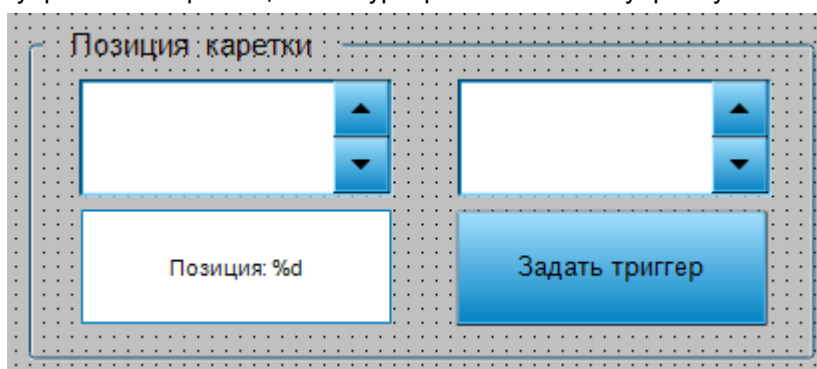 Позиция каретки
Позиция: %d
Задать триггер